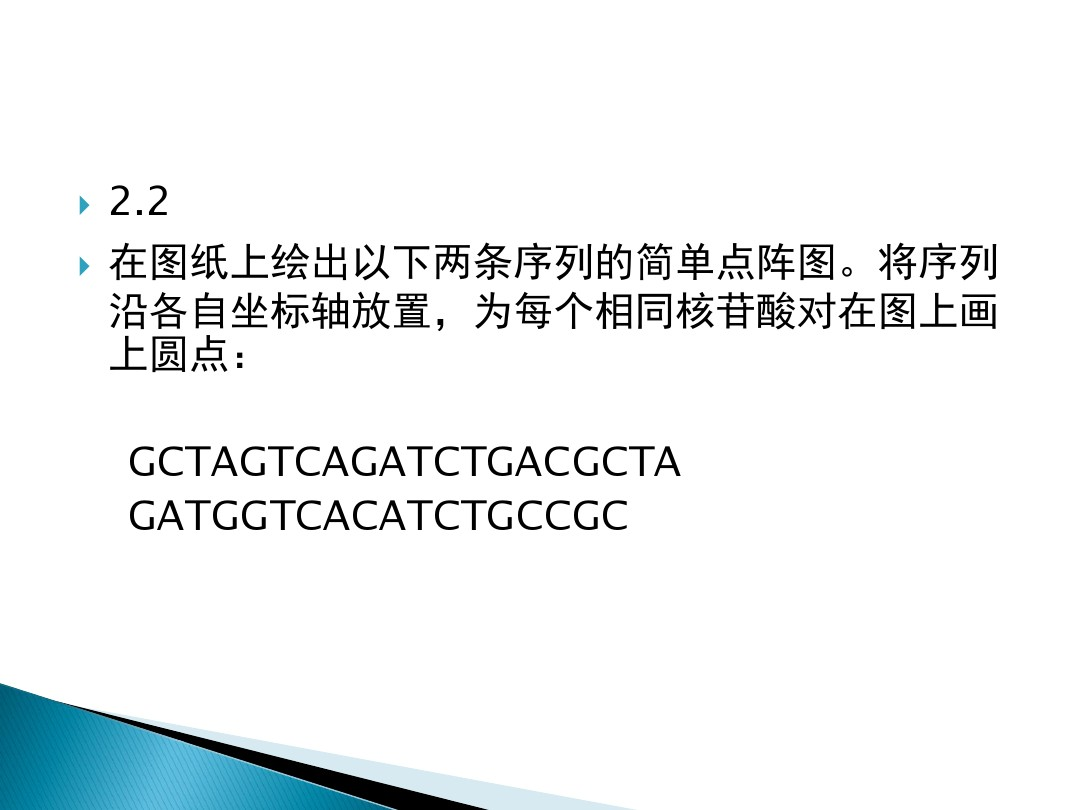 2.2
在图纸上绘出以下两条序列的简单点阵图。将序列
沿各自坐标轴放置，为每个相同核苷酸对在图上画
上圆点：
GCTAGTCAGATCTGACGCTA
GATGGTCACATCTGCCGC